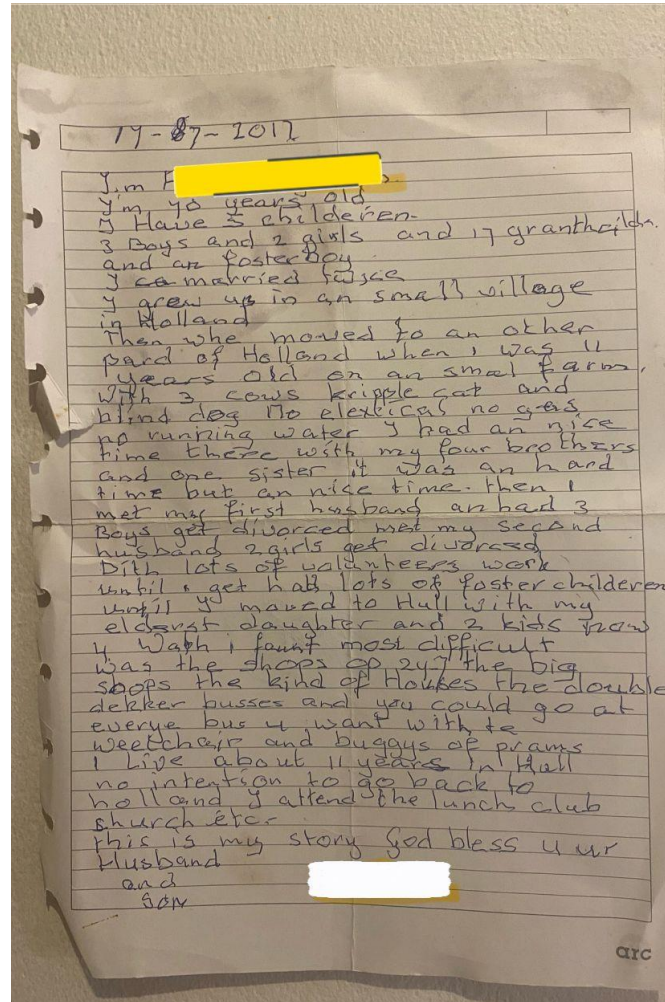 17-07-2017
I,m
I'm 70 years old
I Have 5 childeren-
3 Boys and 2 girls and 17 grantheildr.
and an fosterboy
I married twice
I grew up in an small village
in Holland
Then whe moved to an other
pard of Holland when I was 11
years old on an smal farm.
With 3 cows kripple cat and
blind dog no elextical no gas
no running water I had an nice
time there with my four brothers
and one sister it was an hard
time but an nice time. then I
met my first husband an had 3
Boys get divorced met my second
husband 2 girls get divorced
Dith lots of volunteers work
until I get had lots of foster childeren
until I moved to Hull with my
elderst daughter and 2 kids now
4 Wath I faunt most difficult
was the shops op 247 the big
shops the kind of Houses the double
dekker busses and you could go at
everye bus u want with te
weetchair and buggys of prams
I Live about 11 years In Hull
no intention to go back to
holland I attend the lunch club
church etc-
this is my story God bless u ur
Husband
and
son
arc